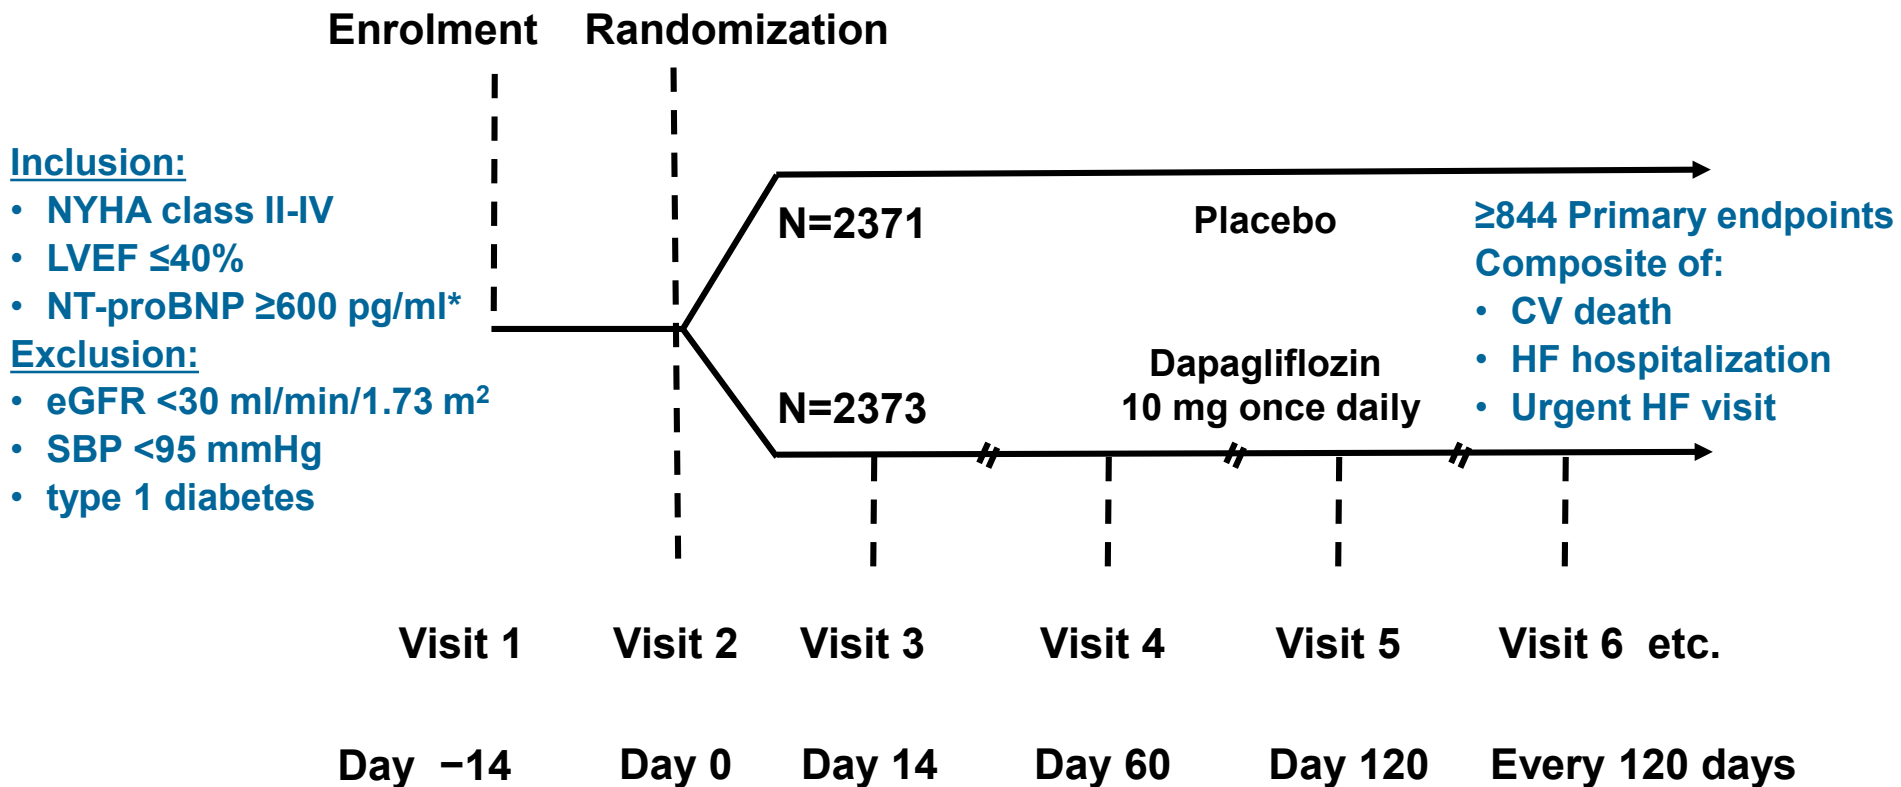 Enrolment Randomization
Inclusion:
• NYHA class II-IV
• LVEF ≤40%
• NT-proBNP ≥600 pg/ml*
Exclusion:
• eGFR <30 ml/min/1.73 m²
• SBP <95 mmHg
• type 1 diabetes
N=2371
Placebo
N=2373
Dapagliflozin
10 mg once daily
≥844 Primary endpoints
Composite of:
• CV death
• HF hospitalization
• Urgent HF visit
Visit 1 Visit 2 Visit 3 Visit 4 Visit 5 Visit 6 etc.
Day −14 Day 0 Day 14 Day 60 Day 120 Every 120 days